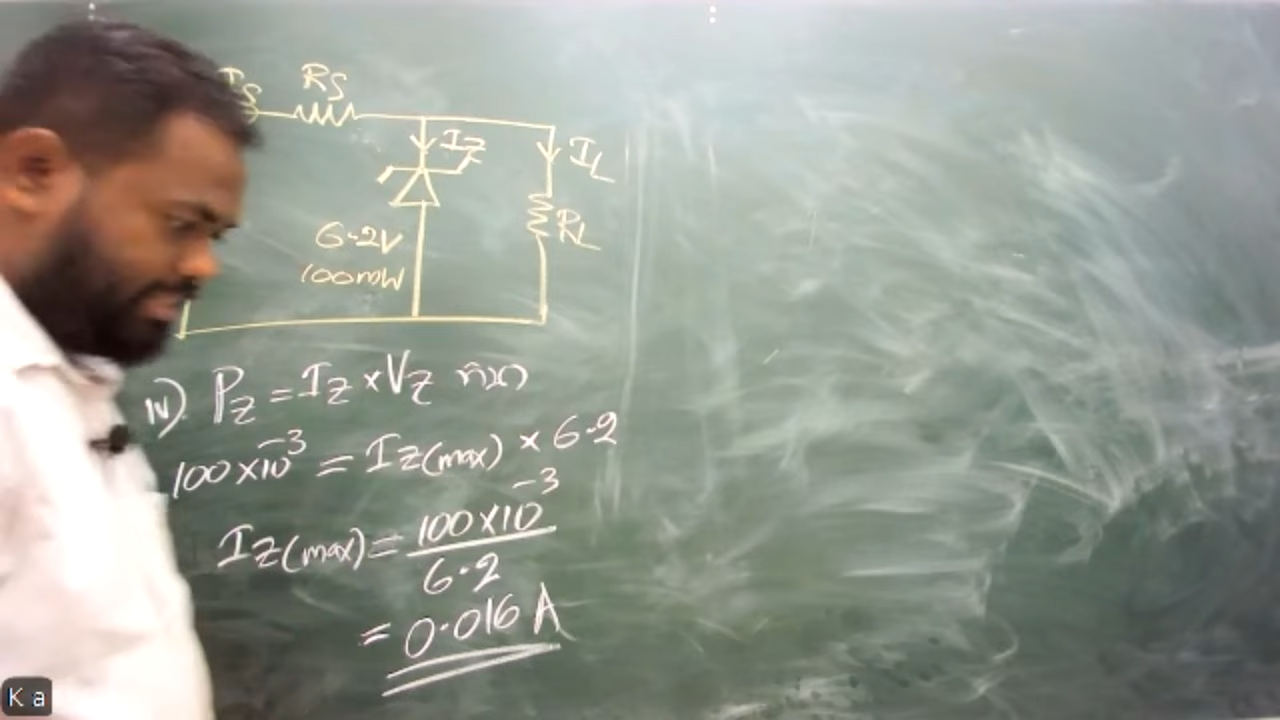 Is Rs
Iz
IL
RL
6.2V
100mW
iv) Pz = Iz × Vz
100×10⁻³ = Iz(max) × 6.2
Iz(max) = 100×10⁻³
6.2
= 0.016 A
K a